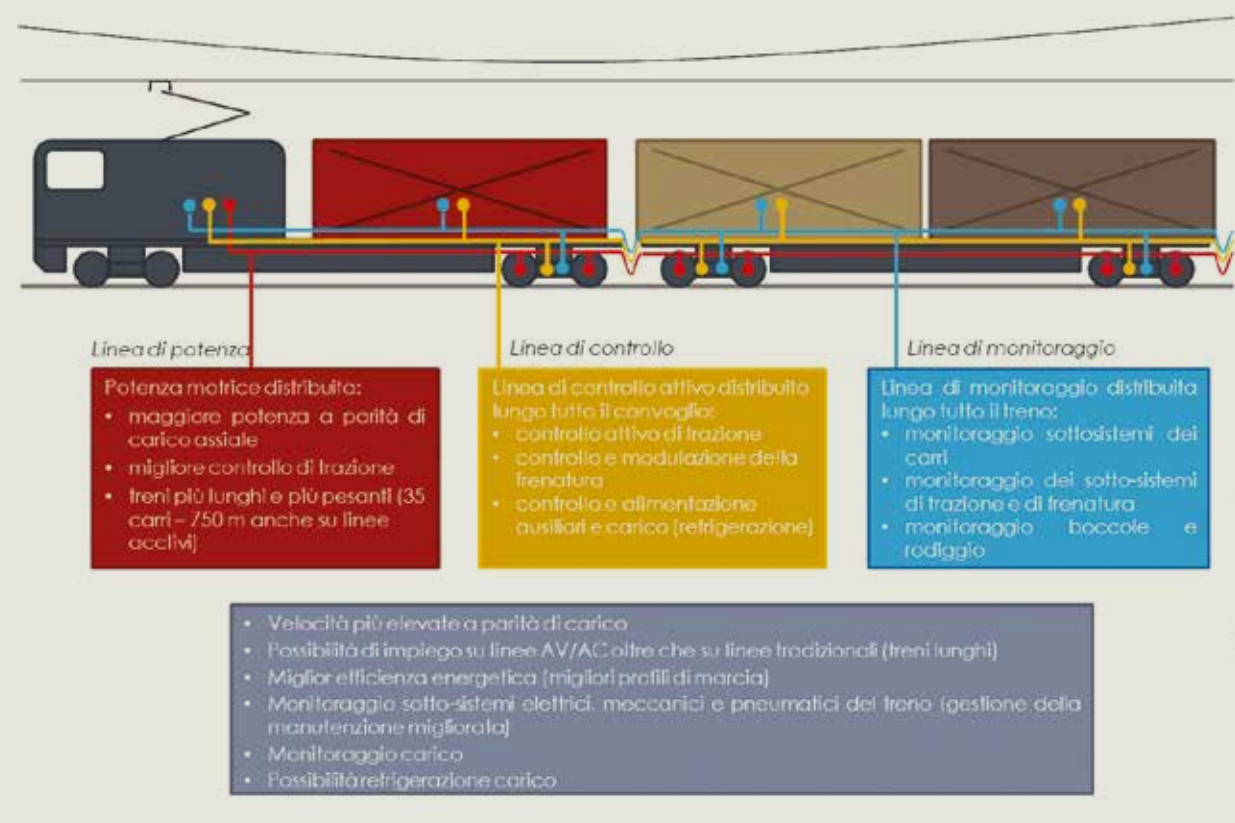 Linea di potenza
Linea di controllo
Linea di monitoraggio
Potenza motrice distribuita:
• maggiore potenza a parità di
carico assiale
• migliore controllo di trazione
• treni più lunghi e più pesanti (35
carri – 750 m anche su linee
acclivi)
Linea di controllo attivo distribuito
lungo tutto il convoglio:
• controllo attivo di trazione
• controllo e modulazione della
frenatura
• controllo e alimentazione
ausiliari e carico (refrigerazione)
Linea di monitoraggio distribuita
lungo tutto il treno:
• monitoraggio sottosistemi dei
carri
• monitoraggio dei sotto-sistemi
di trazione e di frenatura
• monitoraggio boccole e
rodiggio
• Velocità più elevate a parità di carico
• Possibilità di impiego su linee AV/AC oltre che su linee tradizionali (treni lunghi)
• Miglior efficienza energetica (migliori profili di marcia)
• Monitoraggio sotto-sistemi elettrici, meccanici e pneumatici del treno (gestione della
manutenzione migliorata)
• Monitoraggio carico
• Possibilità refrigerazione carico